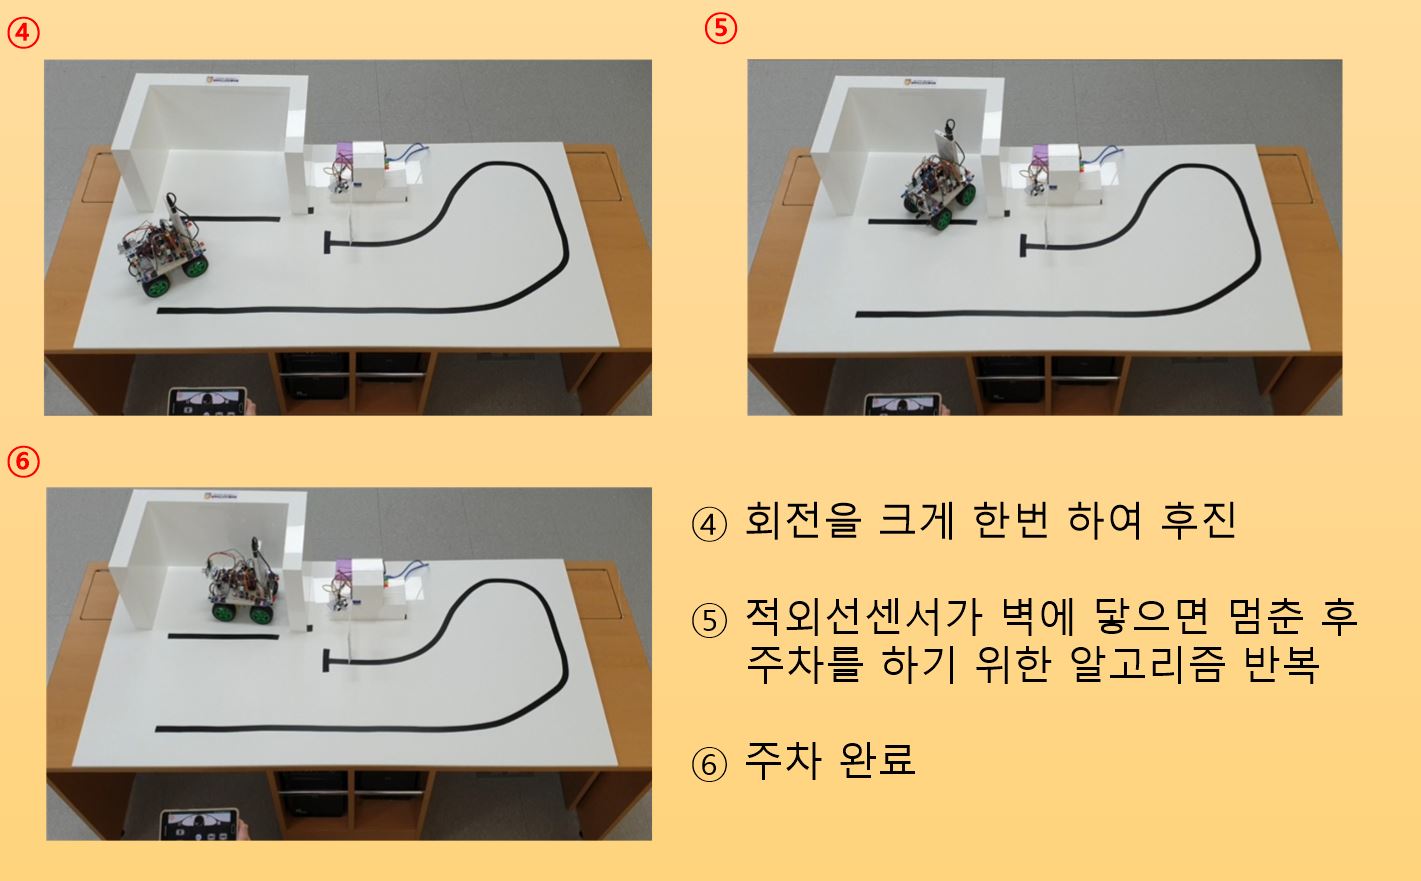 ④
⑤
⑥
④ 회전을 크게 한번 하여 후진
⑤ 적외선센서가 벽에 닿으면 멈춘 후
주차를 하기 위한 알고리즘 반복
⑥ 주차 완료